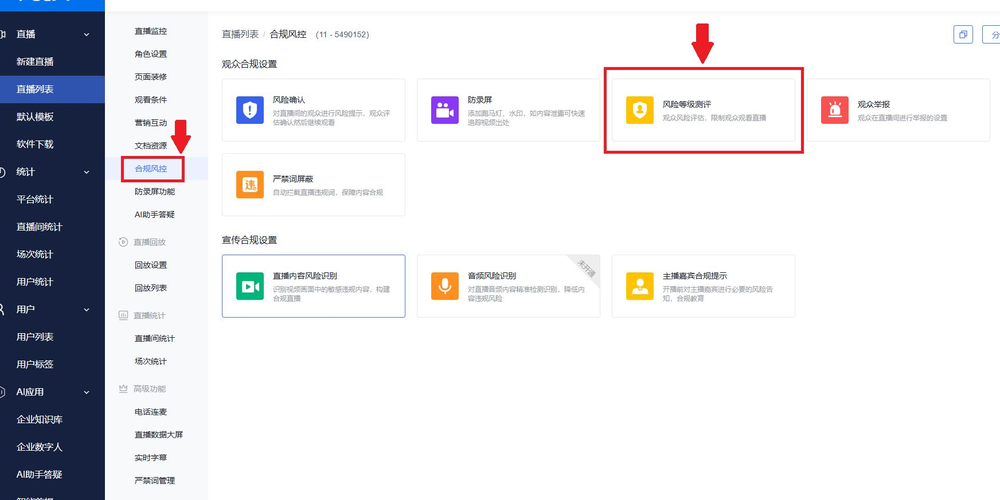 直播
新建直播
直播列表
默认模板
软件下载
统计
平台统计
直播间统计
场次统计
用户统计
用户
用户列表
用户标签
AI应用
企业知识库
企业数字人
AI助手答疑
直播监控
角色设置
页面装修
观看条件
营销互动
文档资源
合规风控
防录屏功能
AI助手答疑
直播回放
回放设置
回放列表
直播统计
直播间统计
场次统计
高级功能
电话连麦
直播数据大屏
实时字幕
严禁词管理
直播列表 / 合规风控 (11 - 5490152)
分
观众合规设置
风险确认
对直播间的观众进行风险提示，观众评
估确认然后继续观看
防录屏
添加跑马灯、水印，如内容泄露可快速
追踪视频出处
风险等级测评
观众风险评估，限制观众观看直播
观众举报
观众在直播间进行举报的设置
违
严禁词屏蔽
自动拦截直播违规词，保障内容合规
宣传合规设置
直播内容风险识别
识别视频画面中的敏感违规内容，构建
合规直播
音频风险识别
对直播音频内容精准检测识别，降低内
容违规风险
未开通
主播嘉宾合规提示
开播前对主播嘉宾进行必要的风险告
知，合规教育